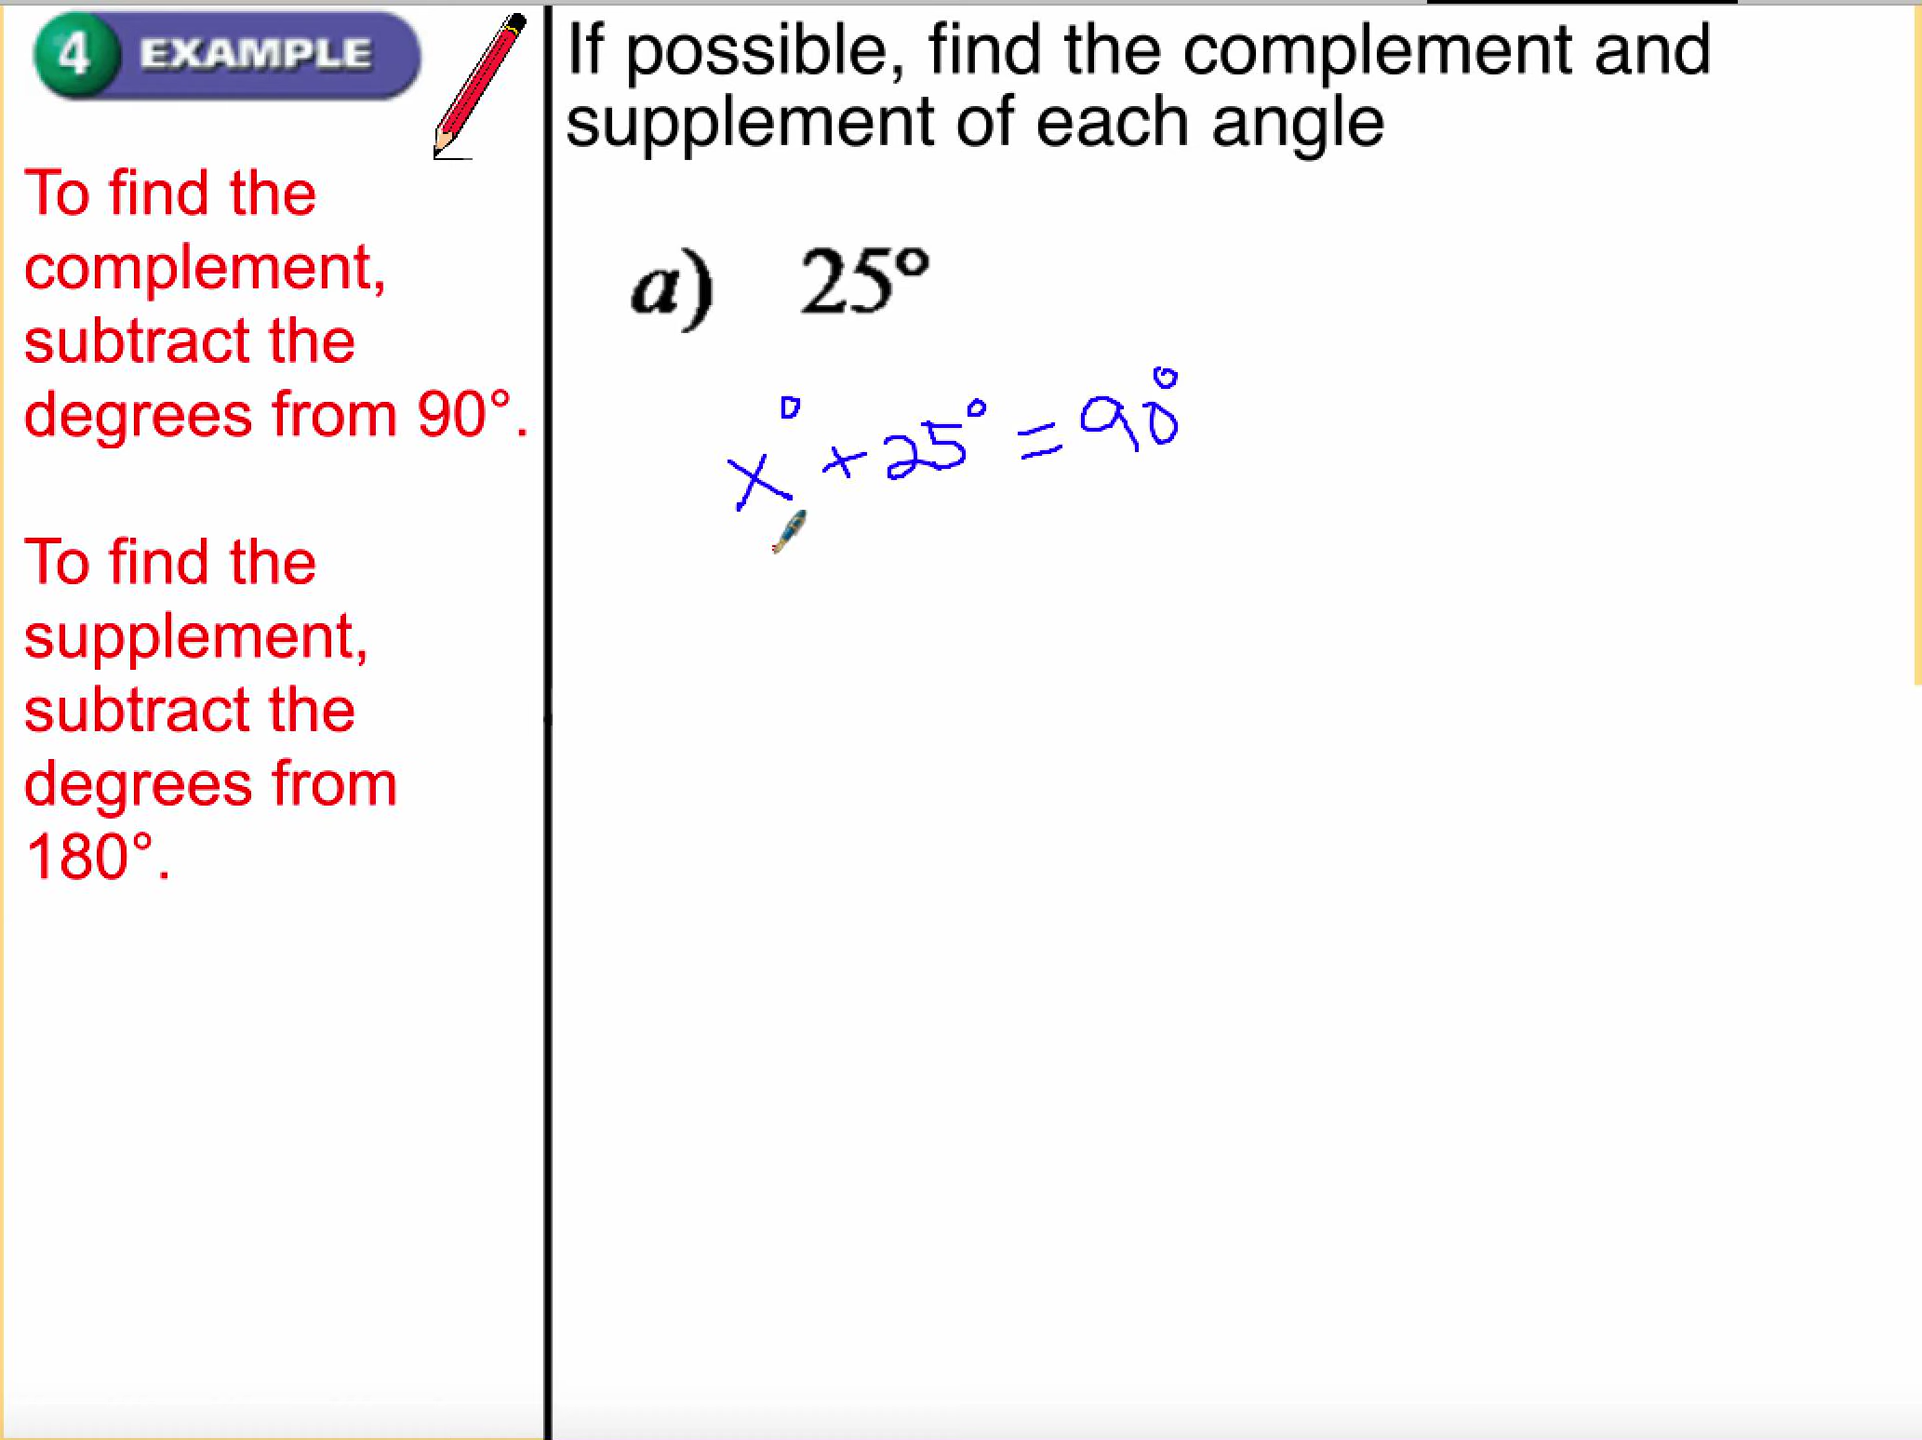 4 EXAMPLE
To find the
complement,
subtract the
degrees from 90°.
To find the
supplement,
subtract the
degrees from
180°.
If possible, find the complement and
supplement of each angle
a) 25°
x° + 25° = 90°